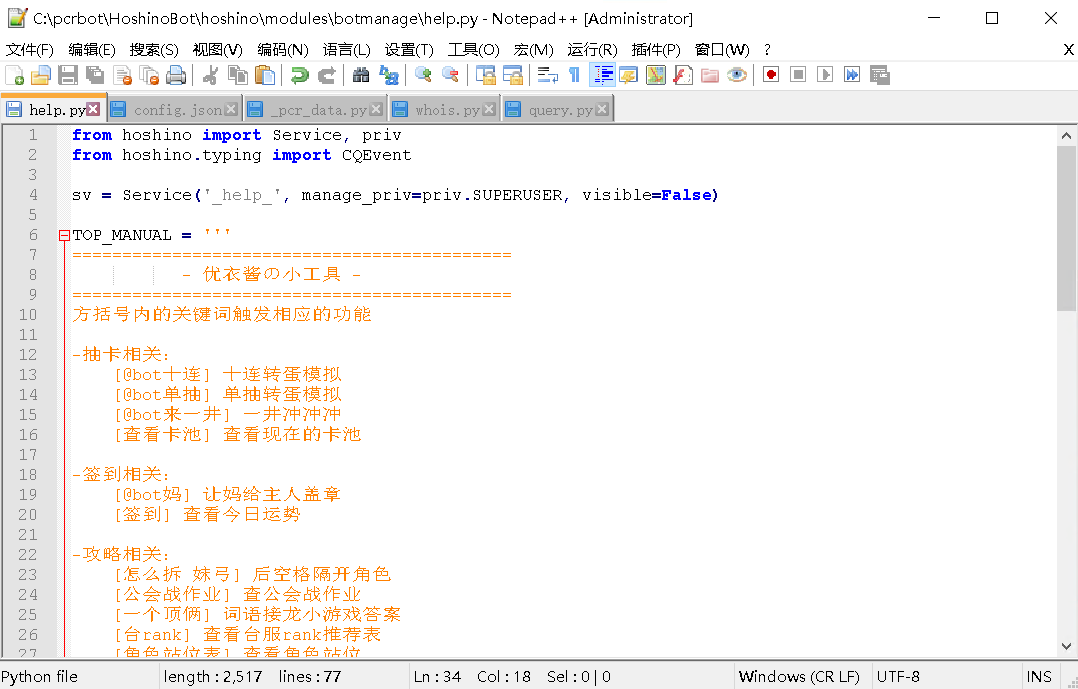 C:\pcrbot\HoshinoBot\hoshino\modules\botmanage\help.py - Notepad++ [Administrator]
文件(F) 编辑(E) 搜索(S) 视图(V) 编码(N) 语言(L) 设置(T) 工具(O) 宏(M) 运行(R) 插件(P) 窗口(W) ? X
help.py config.json _pcr_data.py whois.py query.py
1 from hoshino import Service, priv
2 from hoshino.typing import CQEvent
3
4 sv = Service('_help_', manage_priv=priv.SUPERUSER, visible=False)
5
6 TOP_MANUAL = '''
7 ============================================
8 - 优衣酱の小工具 -
9 ============================================
10 方括号内的关键词触发相应的功能
11
12 -抽卡相关:
13 [@bot十连] 十连转蛋模拟
14 [@bot单抽] 单抽转蛋模拟
15 [@bot来一井] 一井冲冲冲
16 [查看卡池] 查看现在的卡池
17
18 -签到相关:
19 [@bot妈] 让妈给主人盖章
20 [签到] 查看今日运势
21
22 -攻略相关:
23 [怎么拆 妹弓] 后空格隔开角色
24 [公会战作业] 查公会战作业
25 [一个顶俩] 词语接龙小游戏答案
26 [台rank] 查看台服rank推荐表
27 [角色站位表] 查看角色站位
Python file length : 2,517 lines : 77 Ln : 34 Col : 18 Sel : 0 | 0 Windows (CR LF) UTF-8 INS